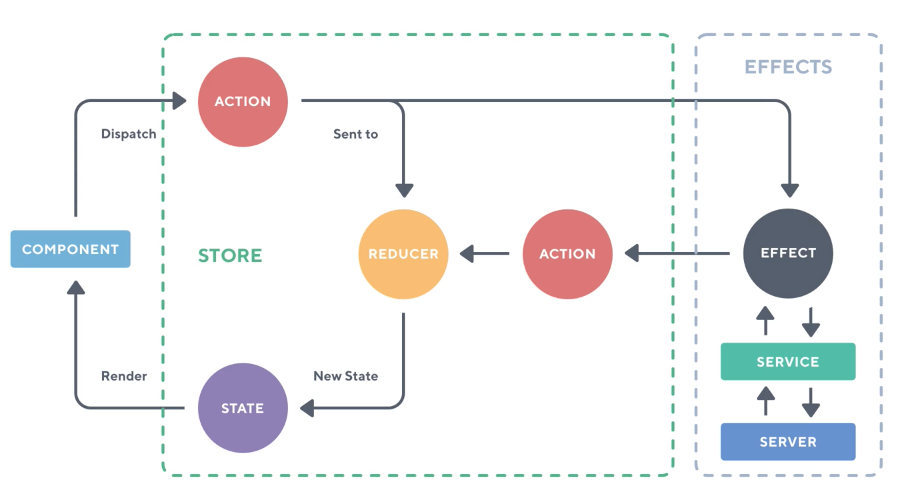 EFFECTS
ACTION
Dispatch
Sent to
COMPONENT
STORE
REDUCER
ACTION
EFFECT
SERVICE
Render
New State
STATE
SERVER